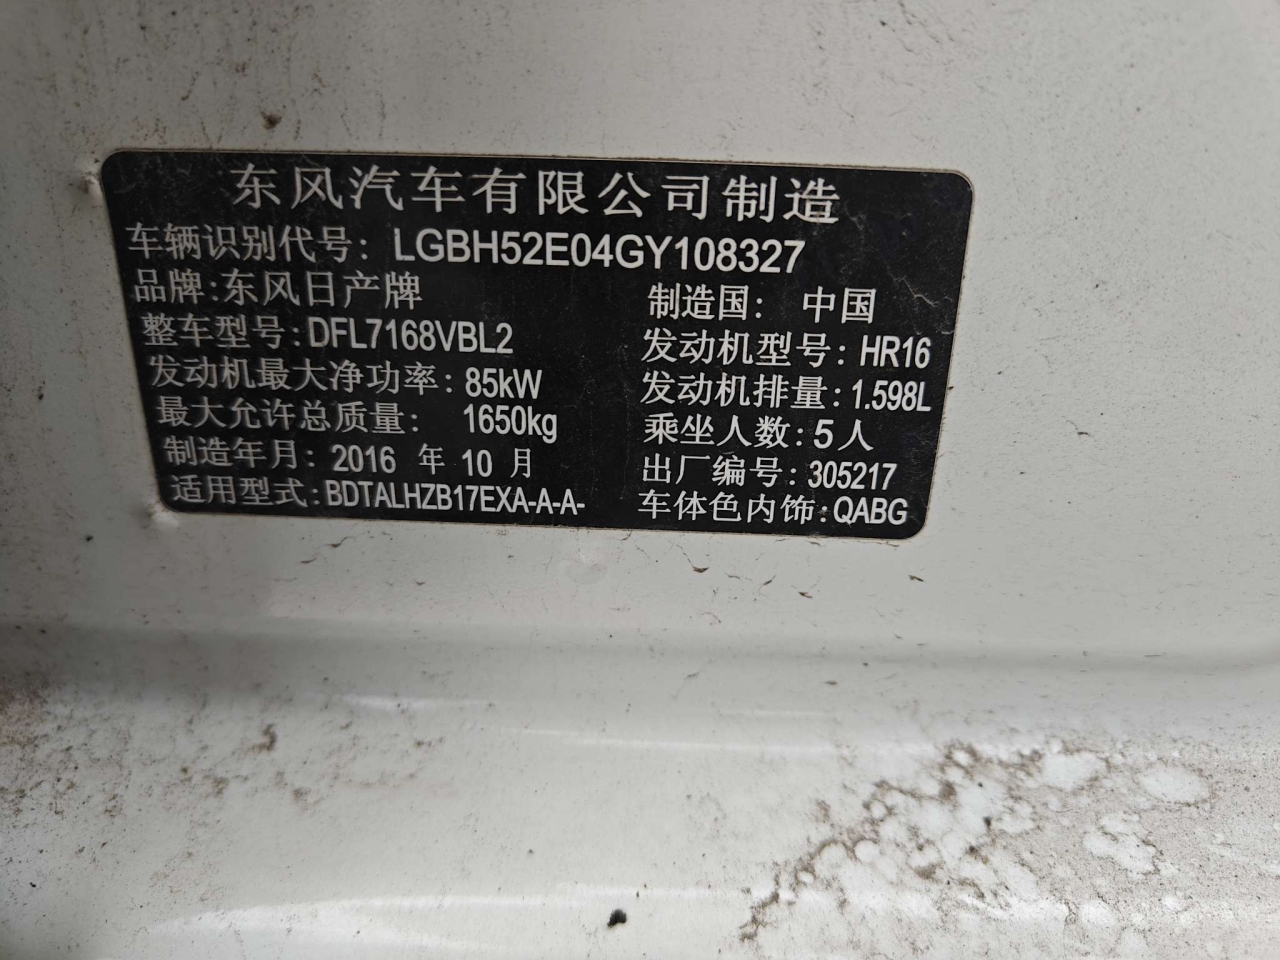 东风汽车有限公司制造
车辆识别代号: LGBH52E04GY108327
品牌:东风日产牌 制造国: 中国
整车型号:DFL7168VBL2 发动机型号:HR16
发动机最大净功率:85kW 发动机排量:1.598L
最大允许总质量: 1650kg 乘坐人数:5人
制造年月:2016 年 10 月 出厂编号:305217
适用型式:BDTALHZB17EXA-A-A- 车体色内饰:QABG